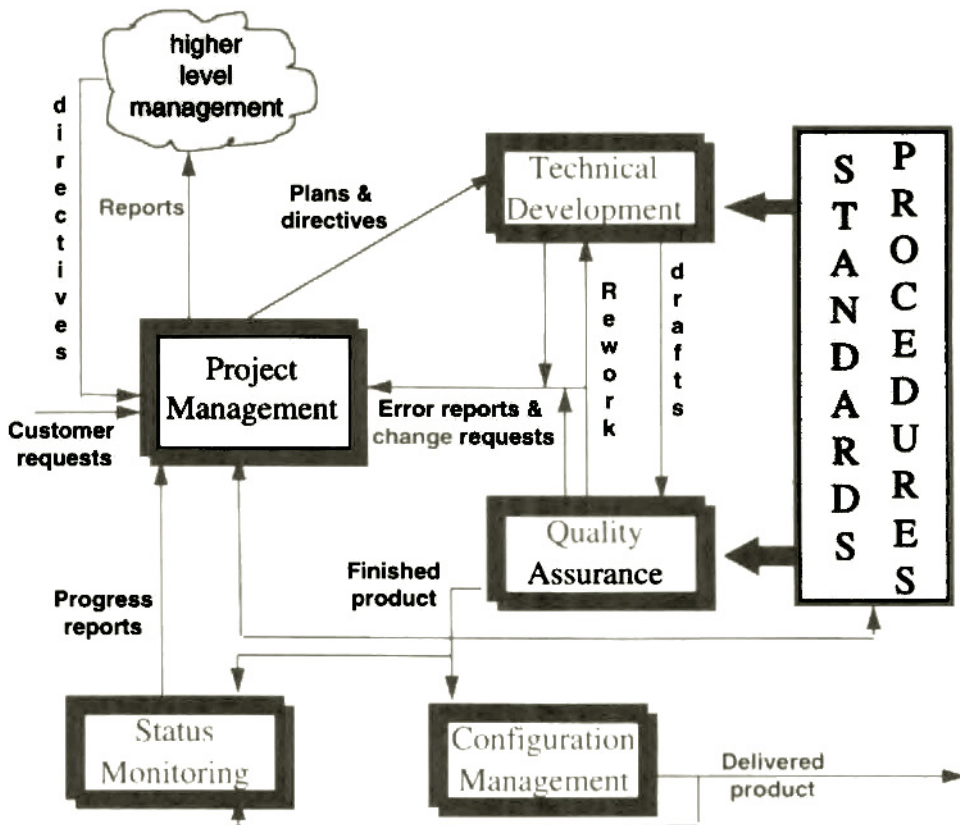 higher
level
management
directives
Reports
Plans &
directives
Technical
Development
STANDARDS
PROCEDURES
Rework
drafts
Project
Management
Error reports &
change requests
Customer
requests
Quality
Assurance
Finished
product
Progress
reports
Status
Monitoring
Configuration
Management
Delivered
product